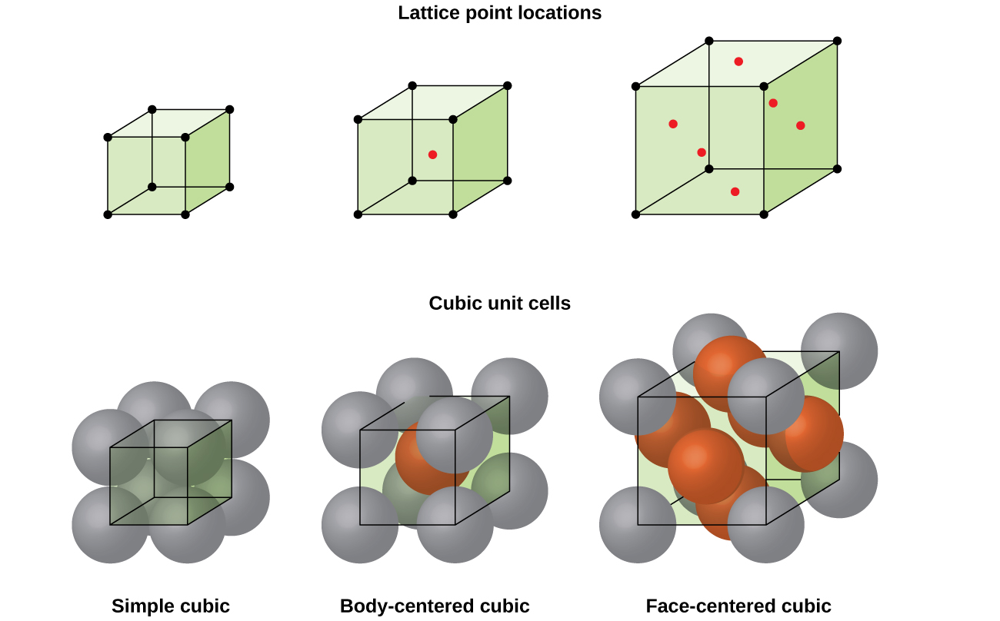 Lattice point locations
Cubic unit cells
Simple cubic
Body-centered cubic
Face-centered cubic